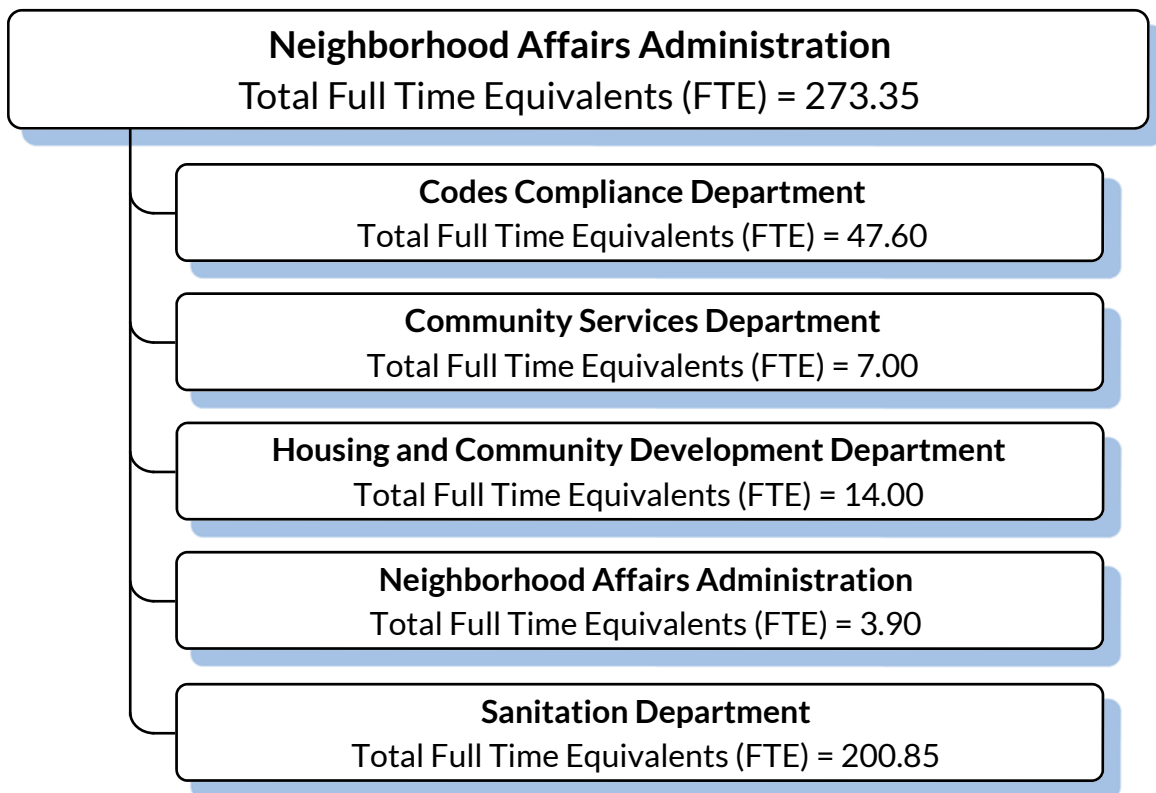 Neighborhood Affairs Administration
Total Full Time Equivalents (FTE) = 273.35
Codes Compliance Department
Total Full Time Equivalents (FTE) = 47.60
Community Services Department
Total Full Time Equivalents (FTE) = 7.00
Housing and Community Development Department
Total Full Time Equivalents (FTE) = 14.00
Neighborhood Affairs Administration
Total Full Time Equivalents (FTE) = 3.90
Sanitation Department
Total Full Time Equivalents (FTE) = 200.85